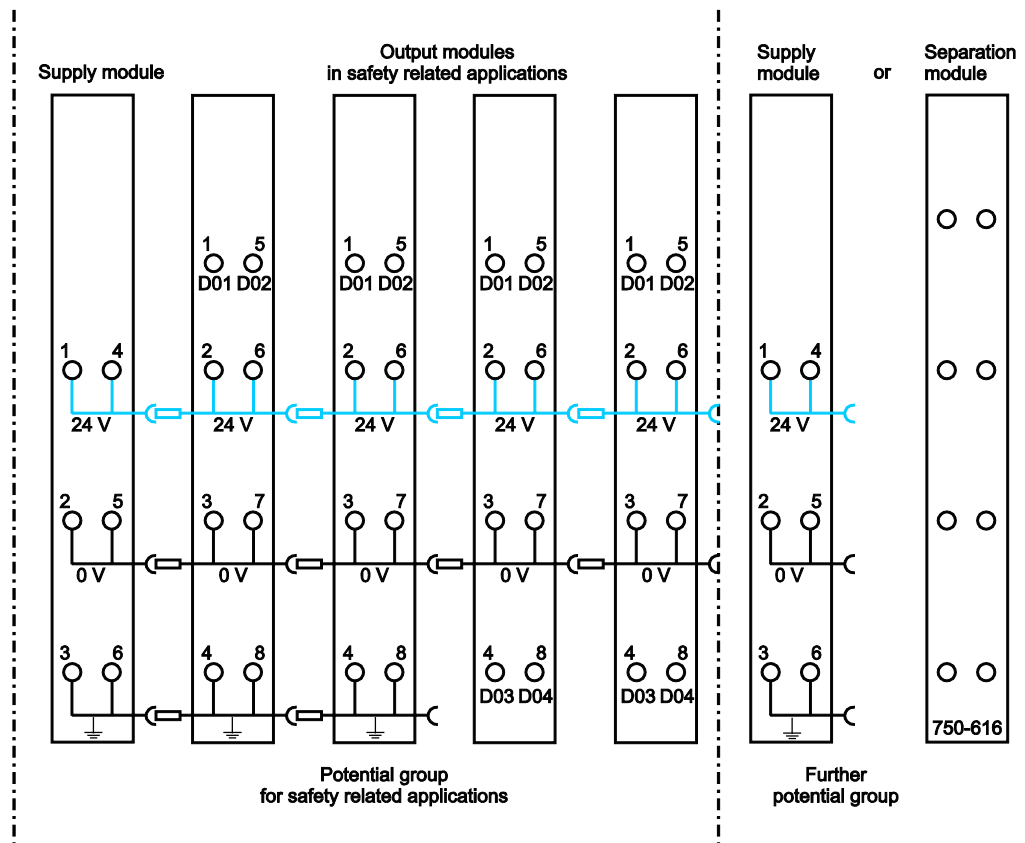 Supply module
Output modules
in safety related applications
Supply
module
or
Separation
module
1 5 1 5 1 5 1 5
D01 D02 D01 D02 D01 D02 D01 D02
1 4 2 6 2 6 2 6 2 6 1 4
24 V 24 V 24 V 24 V 24 V 24 V
2 5 3 7 3 7 3 7 3 7 2 5
0 V 0 V 0 V 0 V 0 V 0 V
3 6 4 8 4 8 4 8 4 8 3 6
D03 D04 D03 D04
750-616
Potential group
for safety related applications
Further
potential group